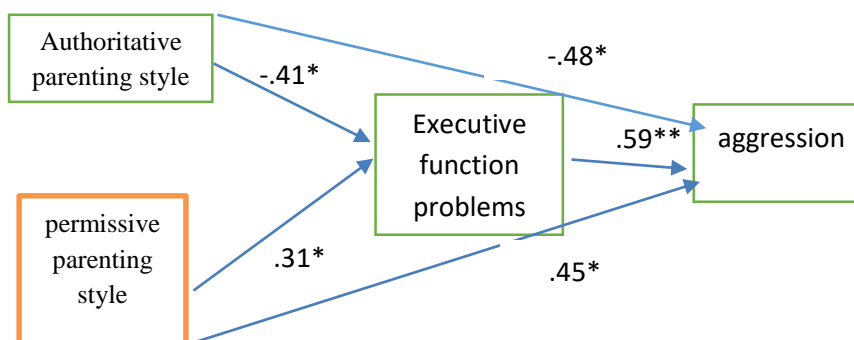 Authoritative
parenting style
-.41*
-.48*
Executive
function
problems
.59**
aggression
permissive
parenting
style
.31*
.45*